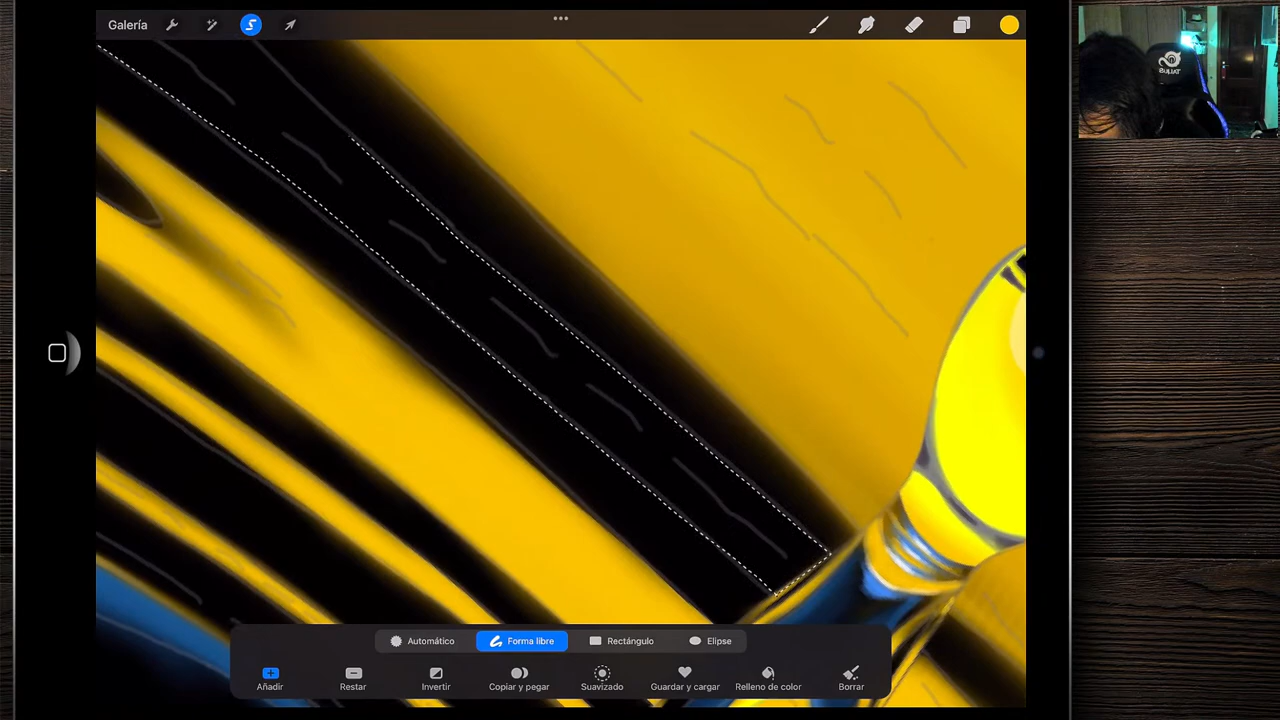 Galería
Automático Forma libre Rectángulo Elipse
Añadir Restar Invertir Copiar y pegar Suavizado Guardar y cargar Relleno de color Borrar